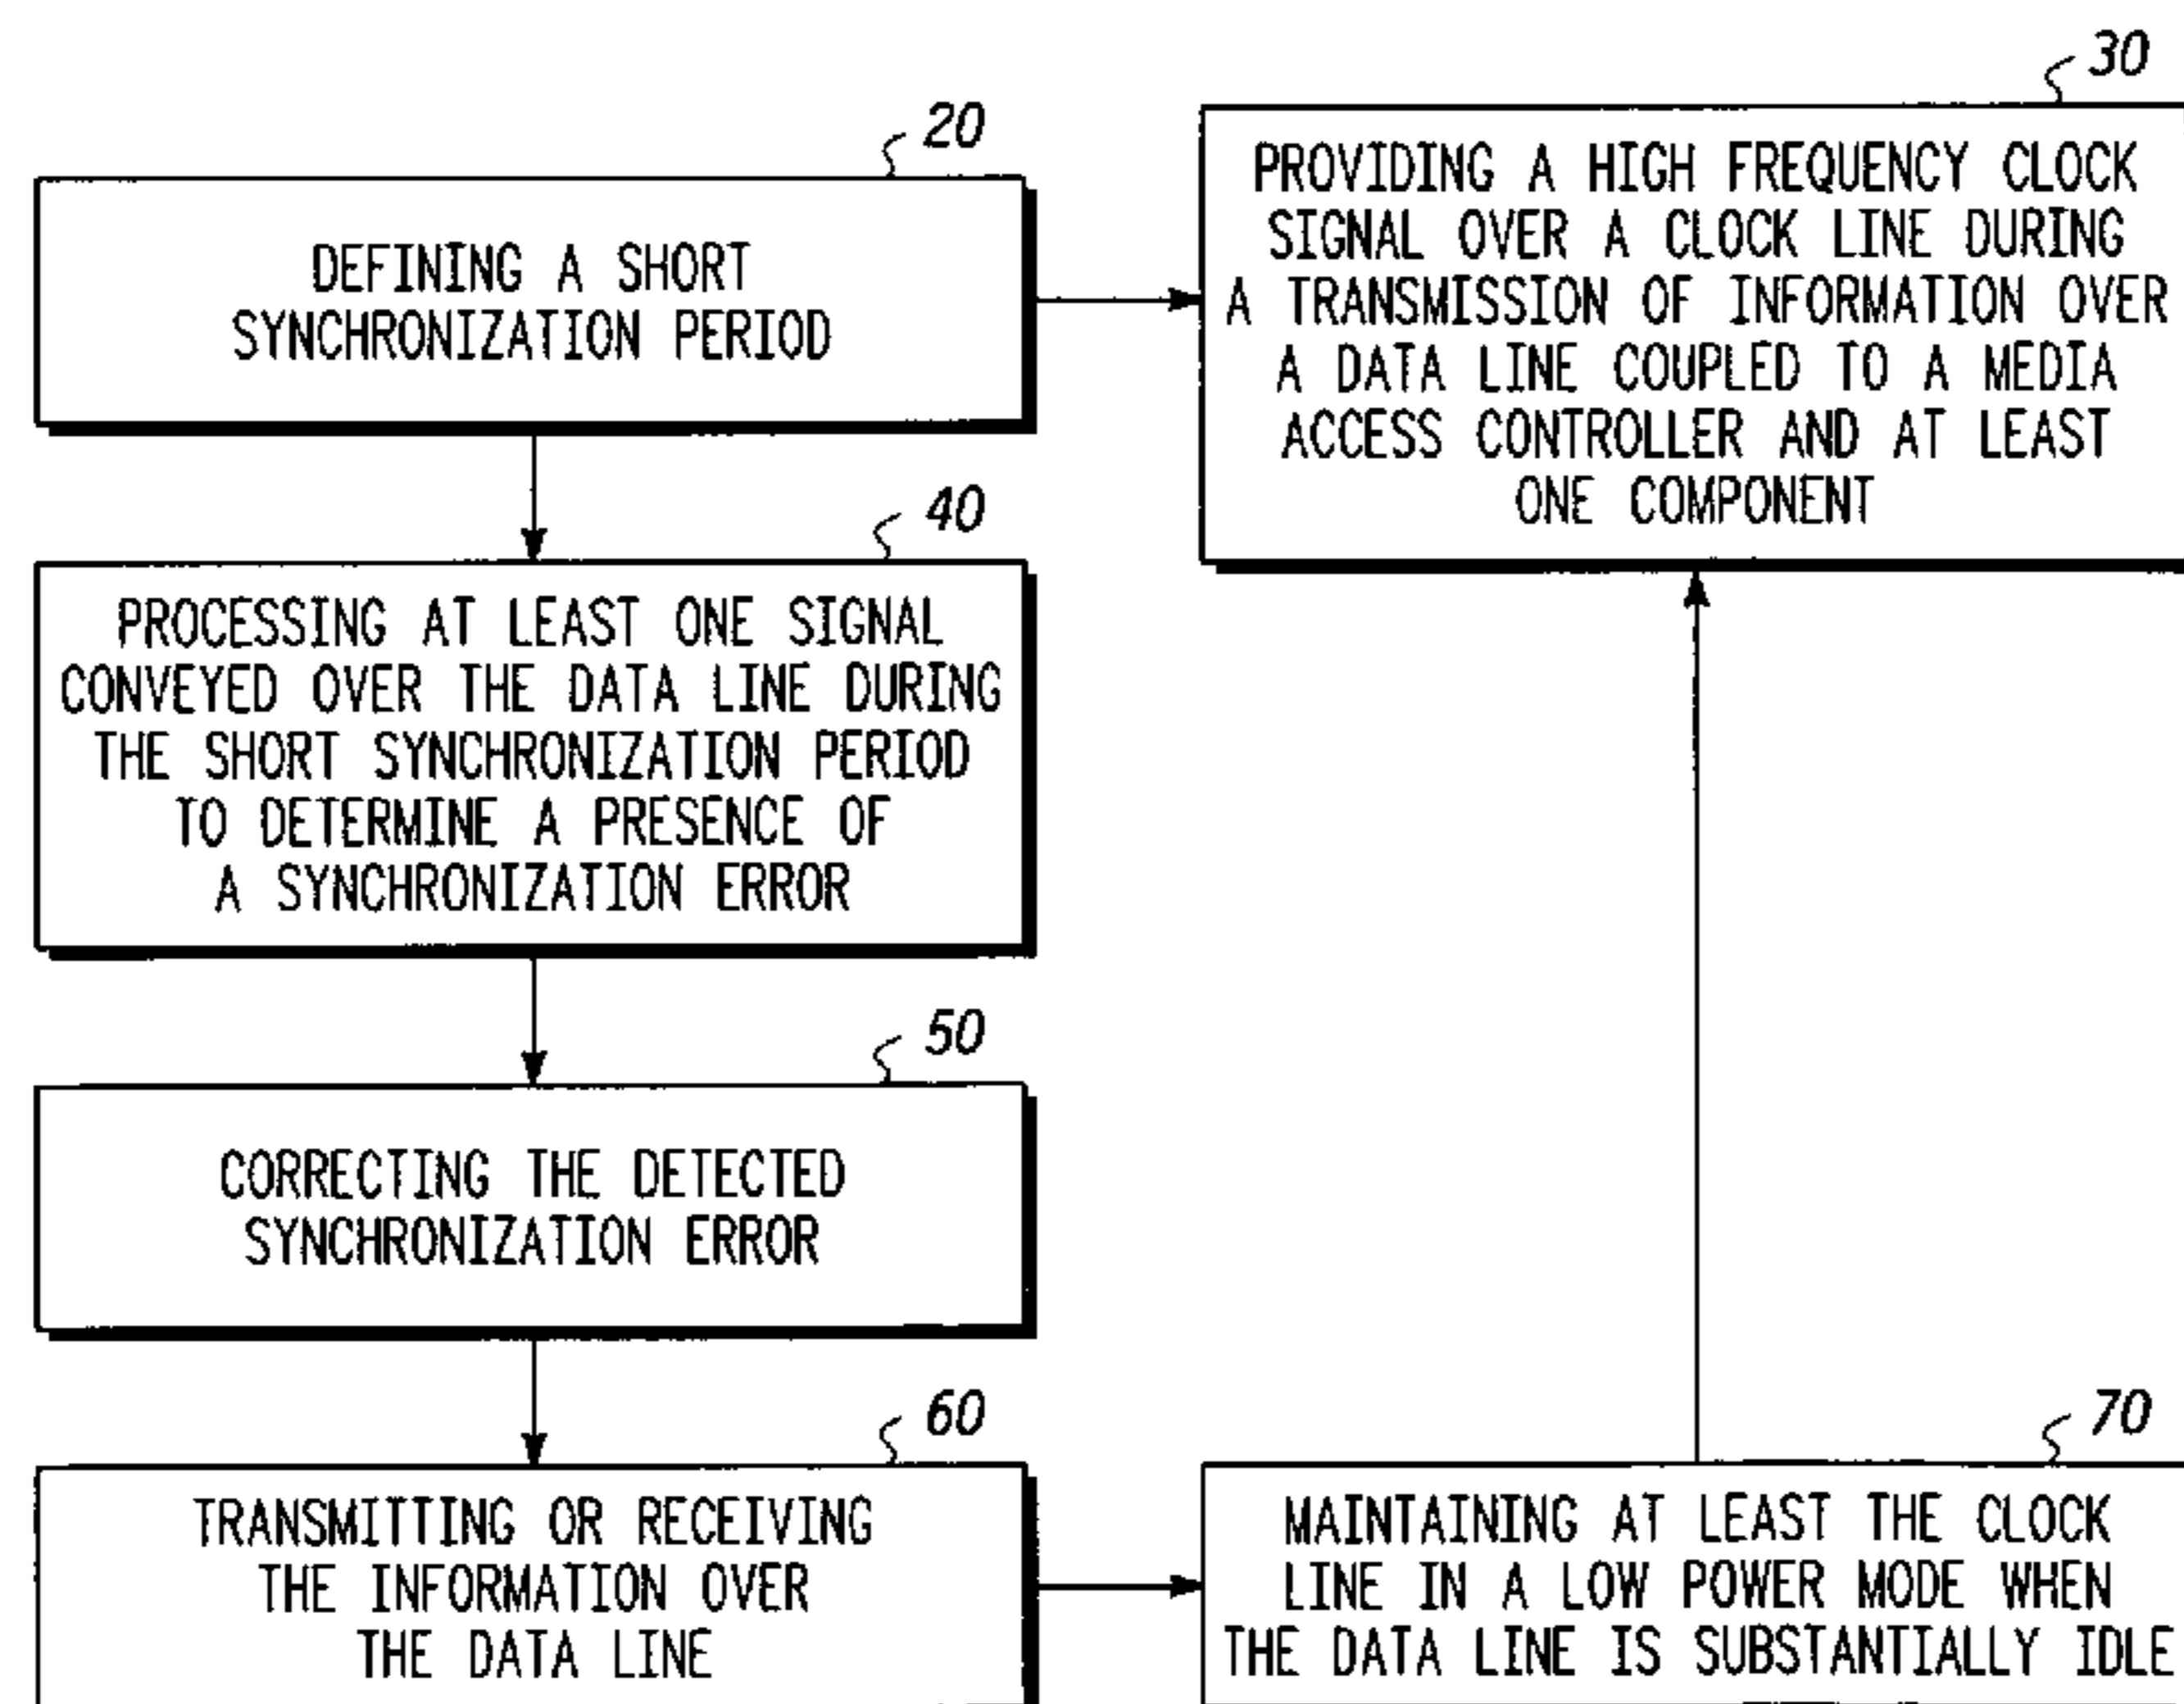 20
DEFINING A SHORT
SYNCHRONIZATION PERIOD
30
PROVIDING A HIGH FREQUENCY CLOCK
SIGNAL OVER A CLOCK LINE DURING
A TRANSMISSION OF INFORMATION OVER
A DATA LINE COUPLED TO A MEDIA
ACCESS CONTROLLER AND AT LEAST
ONE COMPONENT
40
PROCESSING AT LEAST ONE SIGNAL
CONVEYED OVER THE DATA LINE DURING
THE SHORT SYNCHRONIZATION PERIOD
TO DETERMINE A PRESENCE OF
A SYNCHRONIZATION ERROR
50
CORRECTING THE DETECTED
SYNCHRONIZATION ERROR
60
TRANSMITTING OR RECEIVING
THE INFORMATION OVER
THE DATA LINE
70
MAINTAINING AT LEAST THE CLOCK
LINE IN A LOW POWER MODE WHEN
THE DATA LINE IS SUBSTANTIALLY IDLE